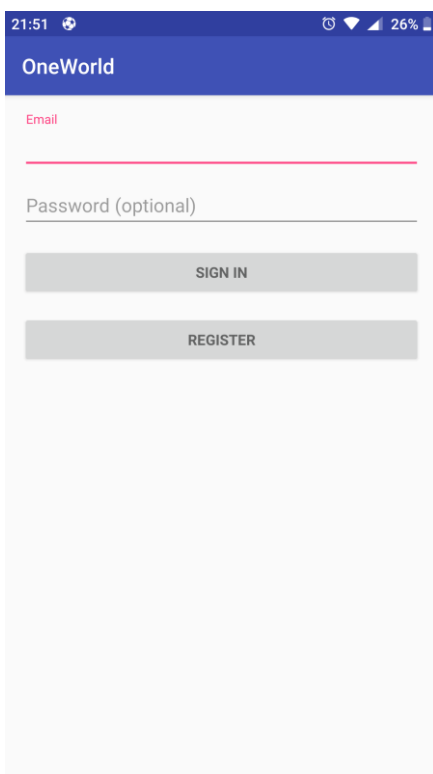 21:51 26%
OneWorld
Email
Password (optional)
SIGN IN
REGISTER